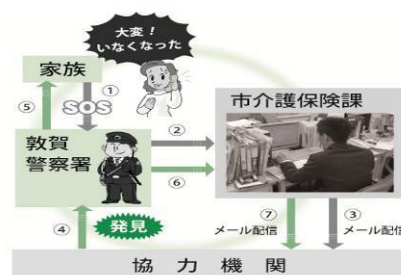 大変！
いなくなった
家族
⑤
①
SOS
市介護保険課
敦賀
警察署
②
⑥
④
発見
⑦
③
メール配信
メール配信
協力機関